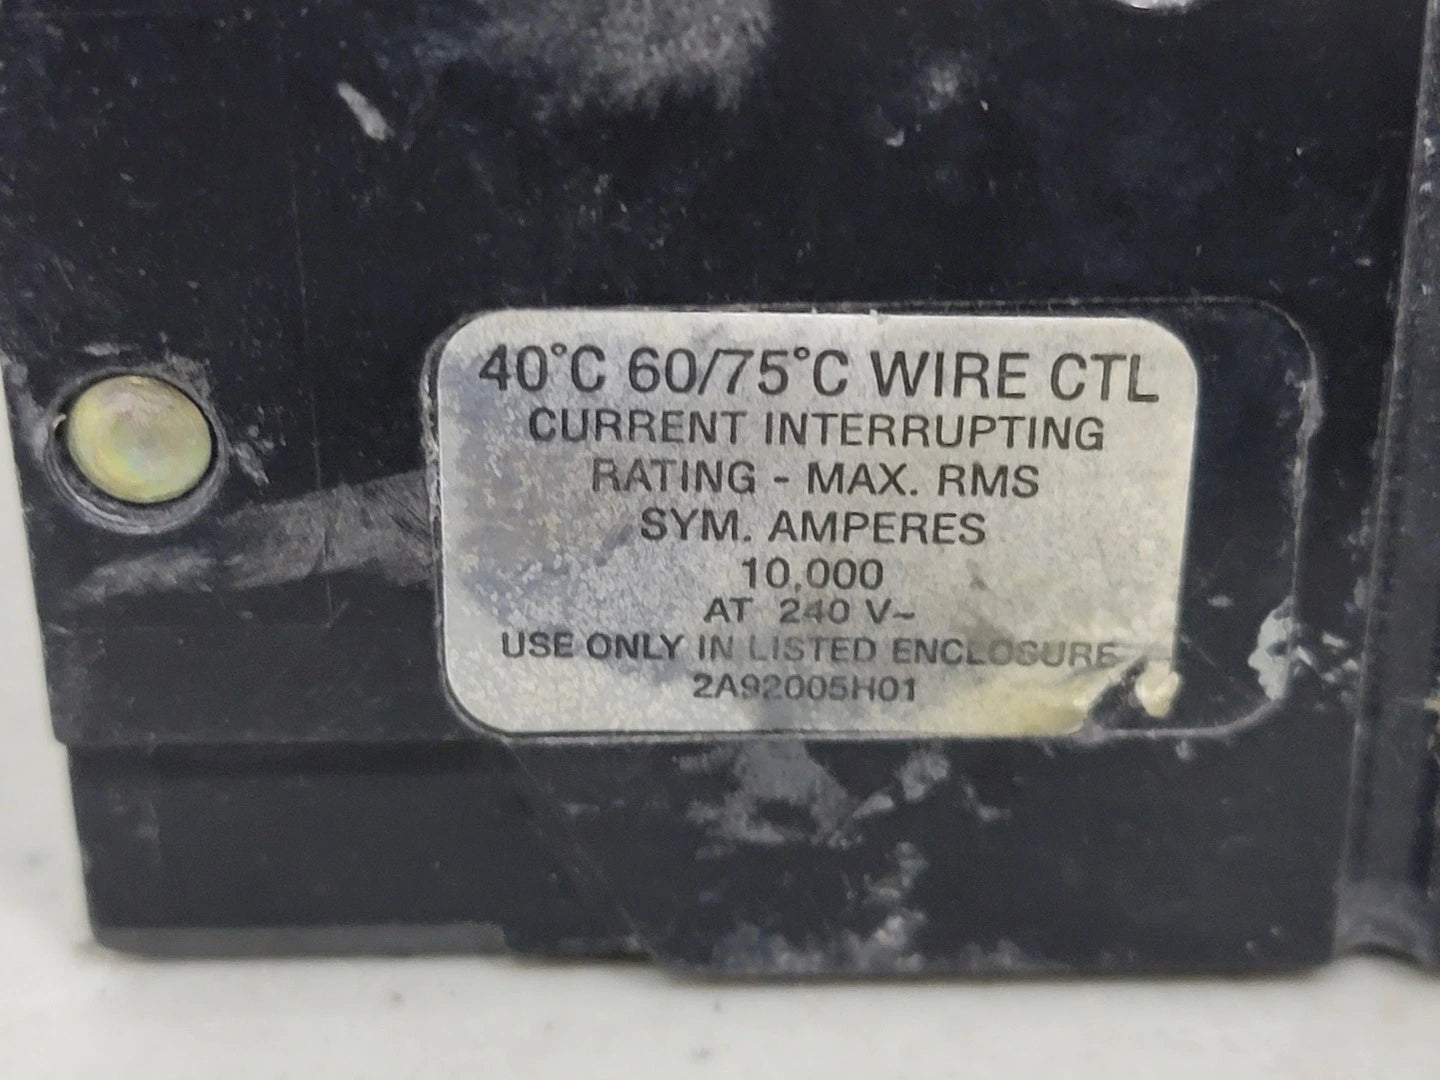 40°C 60/75°C WIRE CTL
CURRENT INTERRUPTING
RATING - MAX. RMS
SYM. AMPERES
10,000
AT 240 V~
USE ONLY IN LISTED ENCLOSURE
2A92005H01